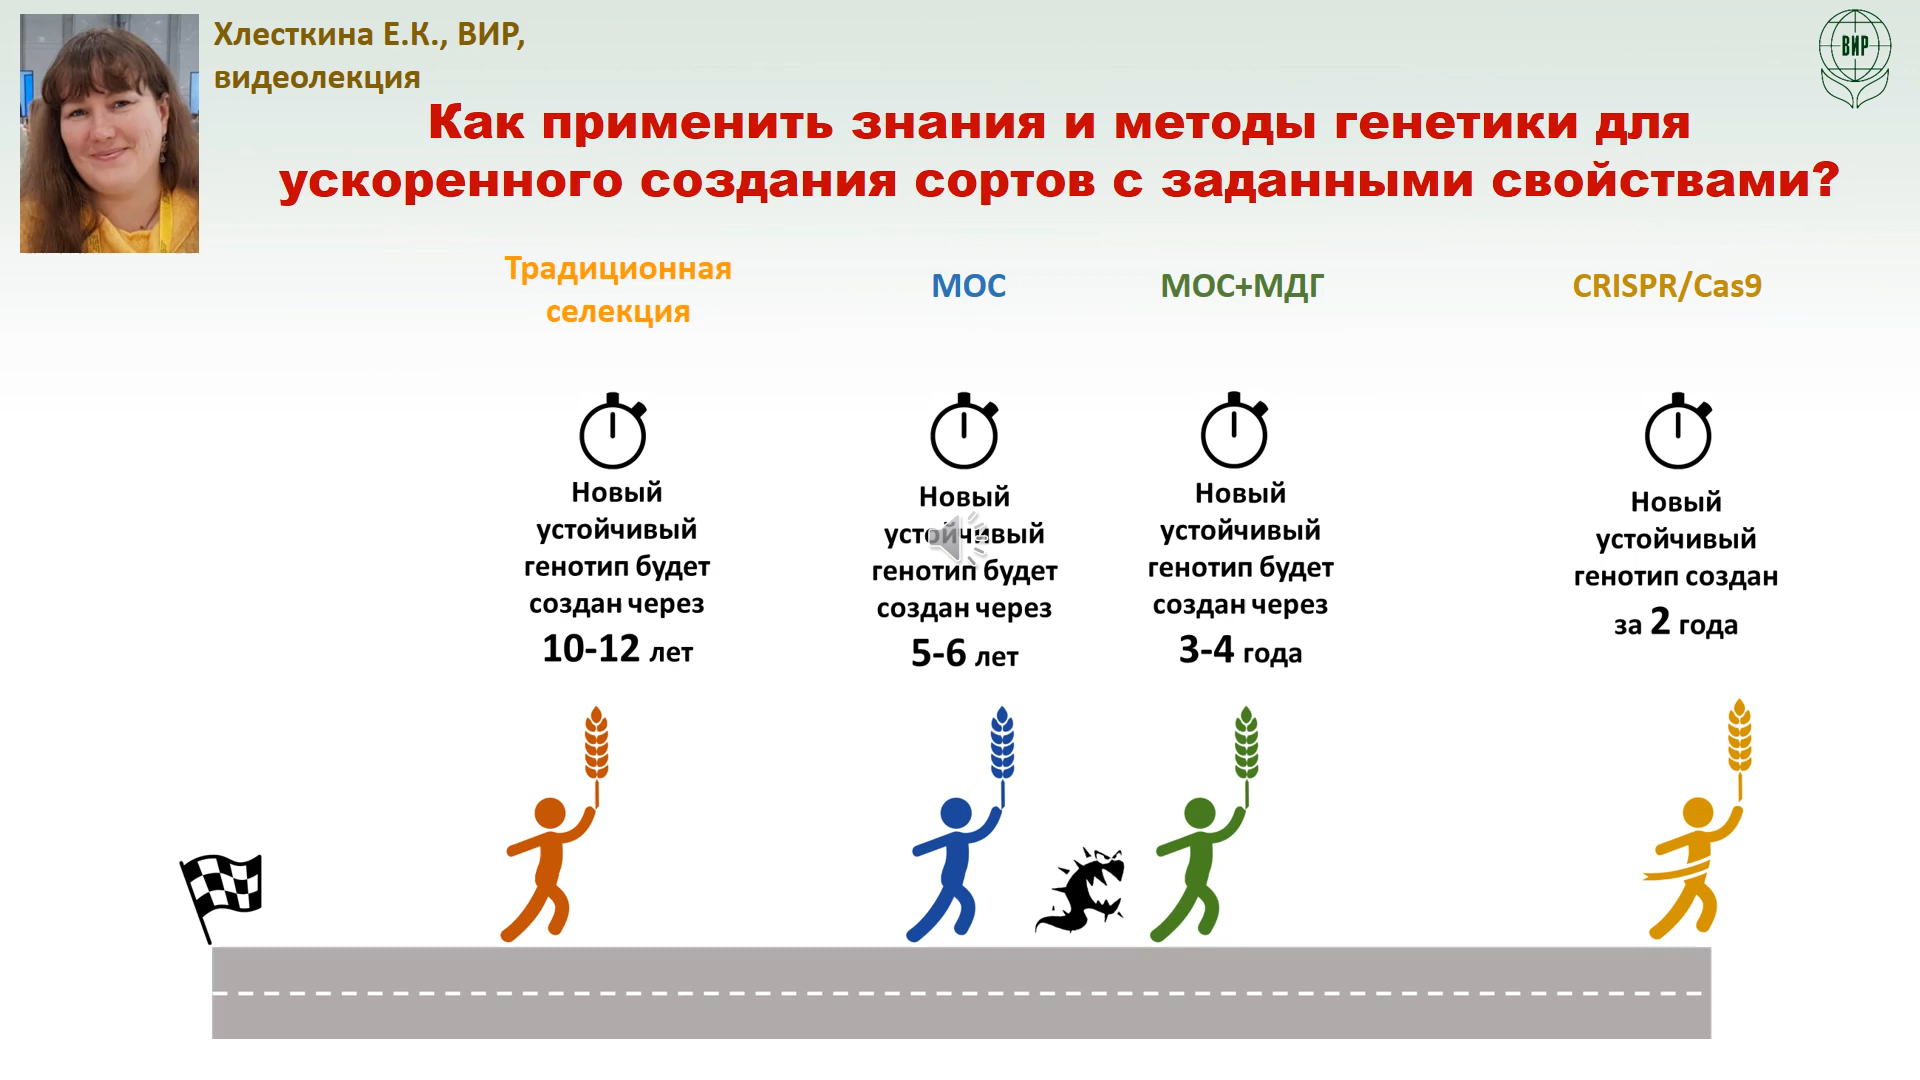 Хлесткина Е.К., ВИР,
видеолекция
ВИР
Как применить знания и методы генетики для
ускоренного создания сортов с заданными свойствами?
Традиционная
селекция
МОС
МОС+МДГ
CRISPR/Cas9
Новый
устойчивый
генотип будет
создан через
10-12 лет
Новый
устойчивый
генотип будет
создан через
5-6 лет
Новый
устойчивый
генотип будет
создан через
3-4 года
Новый
устойчивый
генотип создан
за 2 года